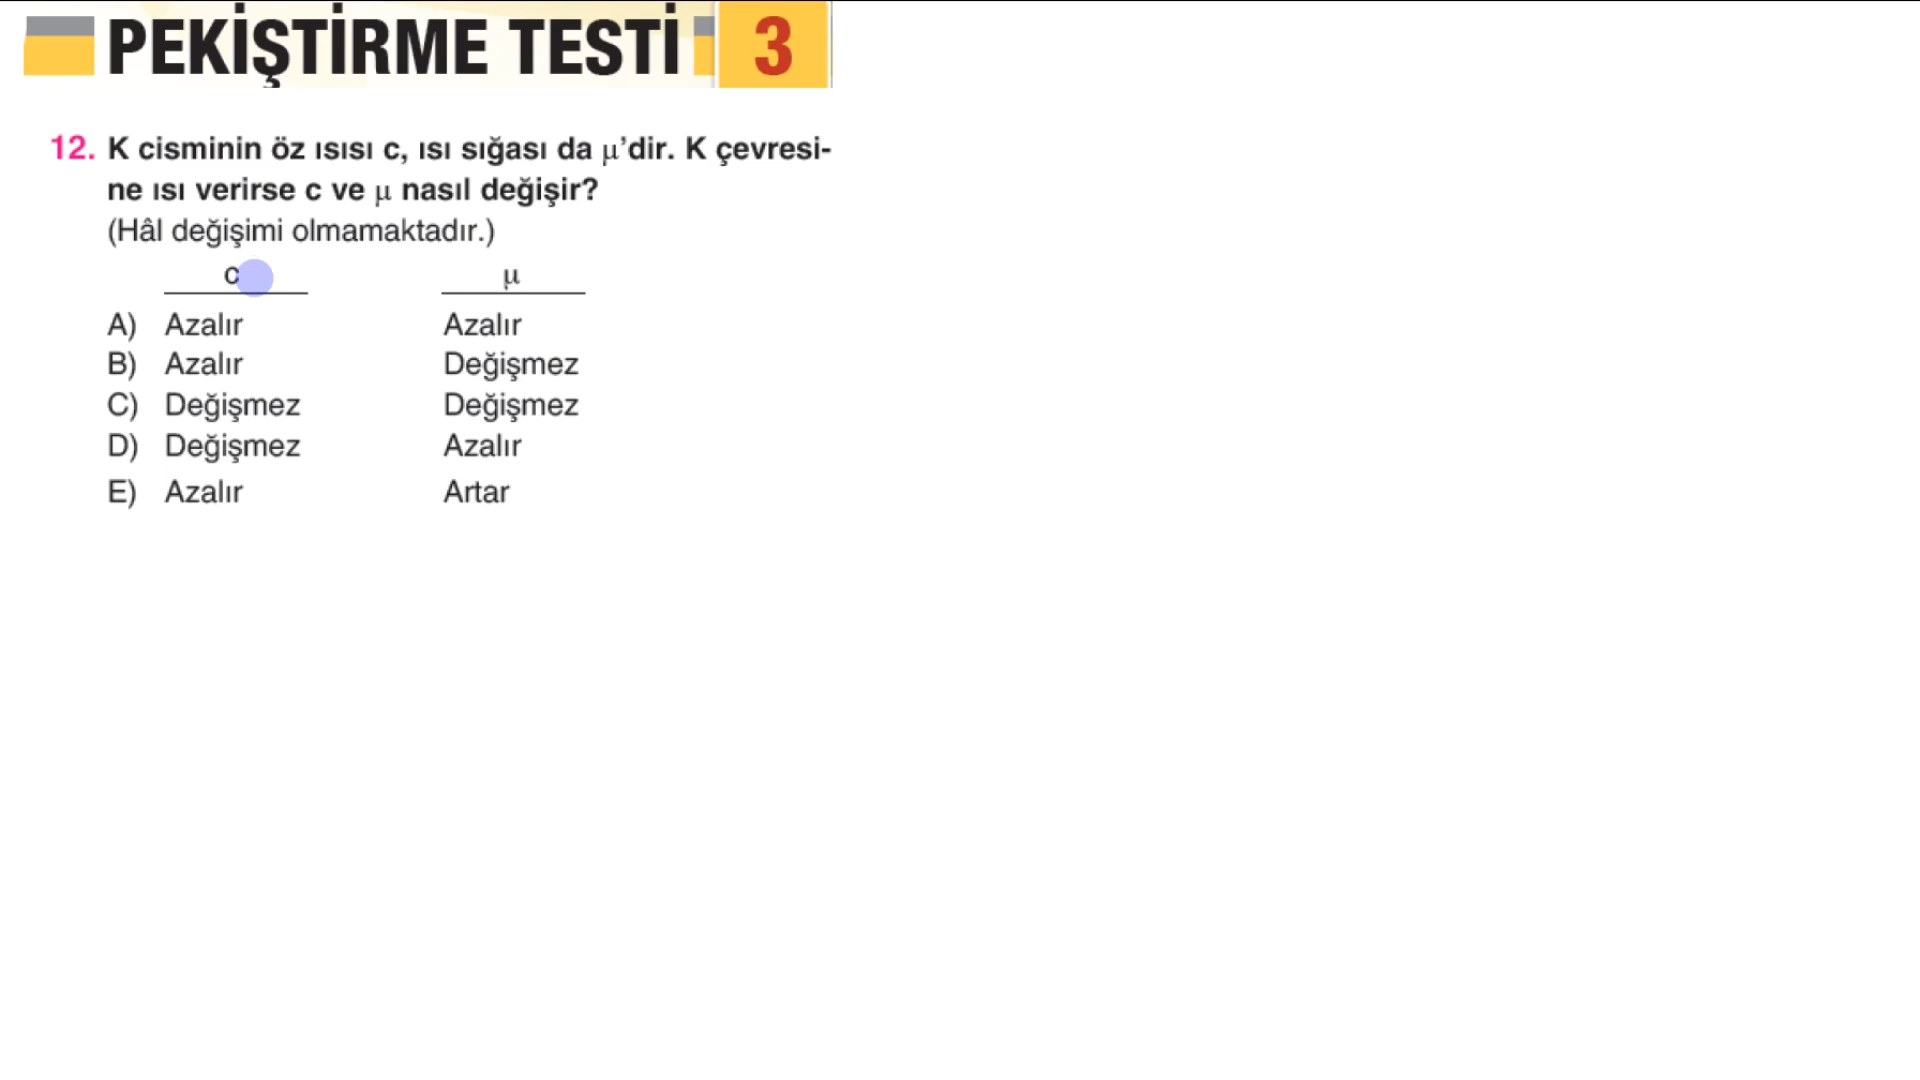 PEKİŞTİRME TESTİ 3
12. K cisminin öz ısısı c, ısı sığası da μ'dir. K çevresi-
ne ısı verirse c ve μ nasıl değişir?
(Hâl değişimi olmamaktadır.)
c μ
A) Azalır Azalır
B) Azalır Değişmez
C) Değişmez Değişmez
D) Değişmez Azalır
E) Azalır Artar